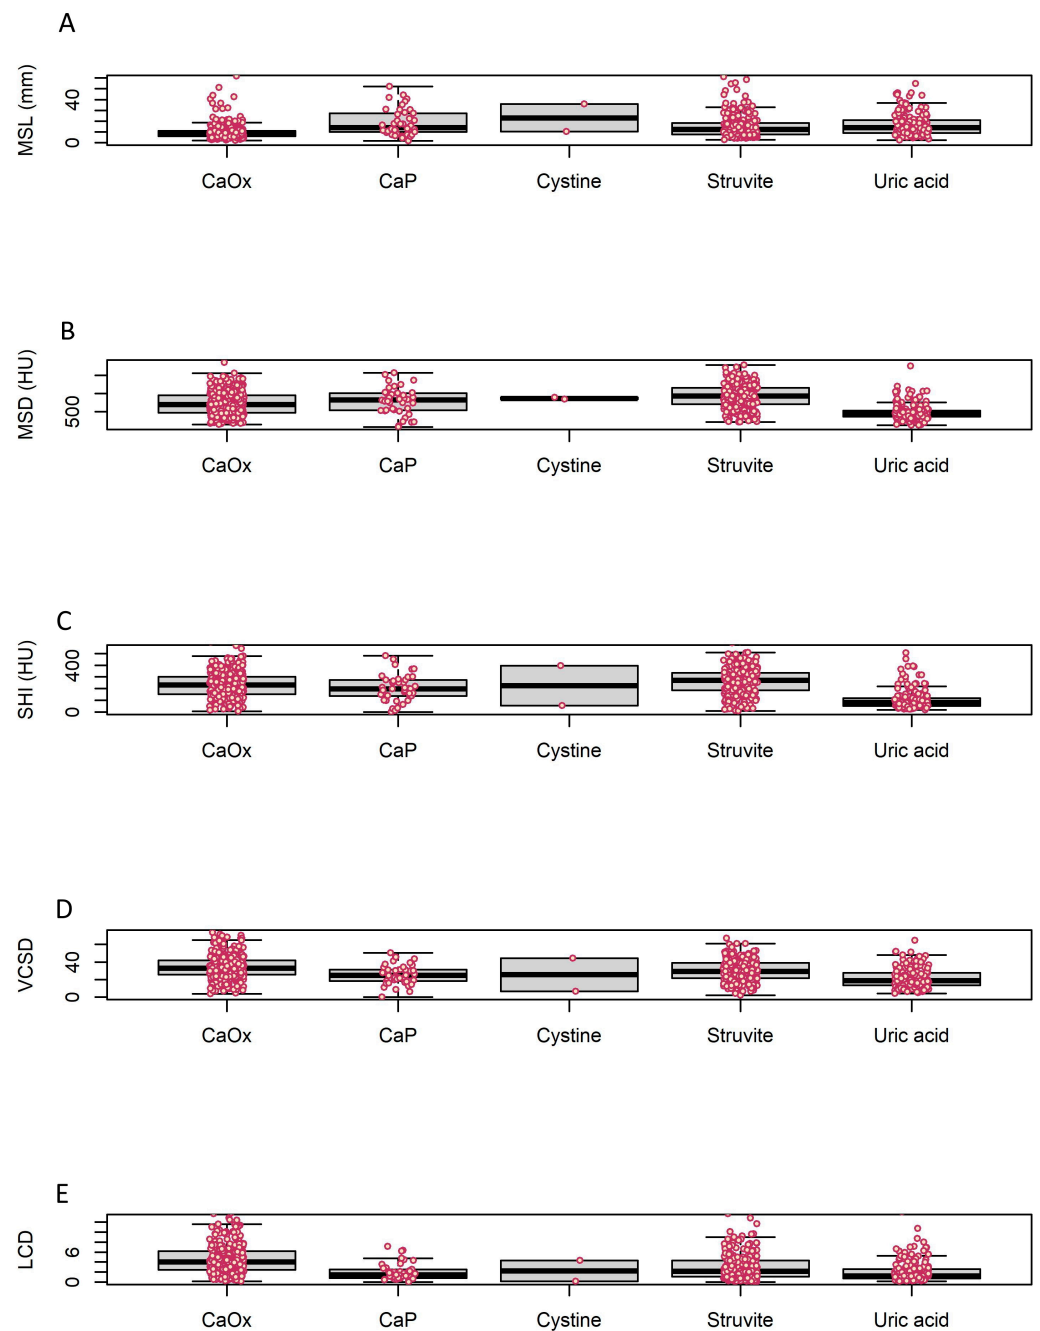 A
MSL (mm)
40
0
CaOx CaP Cystine Struvite Uric acid
B
MSD (HU)
500
CaOx CaP Cystine Struvite Uric acid
C
SHI (HU)
400
0
CaOx CaP Cystine Struvite Uric acid
D
VCSD
40
0
CaOx CaP Cystine Struvite Uric acid
E
LCD
6
0
CaOx CaP Cystine Struvite Uric acid